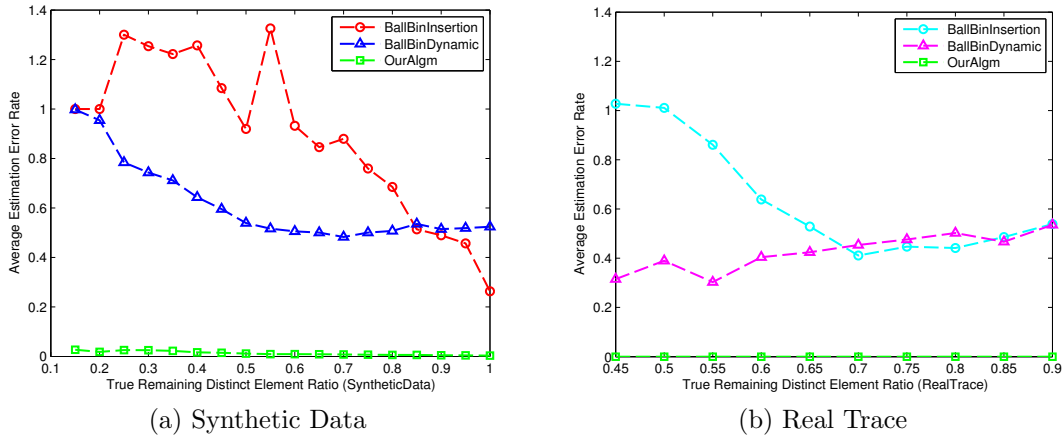 Average Estimation Error Rate
1.4
1.2
1
0.8
0.6
0.4
0.2
0
BallBinInsertion
BallBinDynamic
OurAlgm
0.1 0.2 0.3 0.4 0.5 0.6 0.7 0.8 0.9 1
True Remaining Distinct Element Ratio (SyntheticData)
(a) Synthetic Data
Average Estimation Error Rate
1.4
1.2
1
0.8
0.6
0.4
0.2
0
BallBinInsertion
BallBinDynamic
OurAlgm
0.45 0.5 0.55 0.6 0.65 0.7 0.75 0.8 0.85 0.9
True Remaining Distinct Element Ratio (RealTrace)
(b) Real Trace